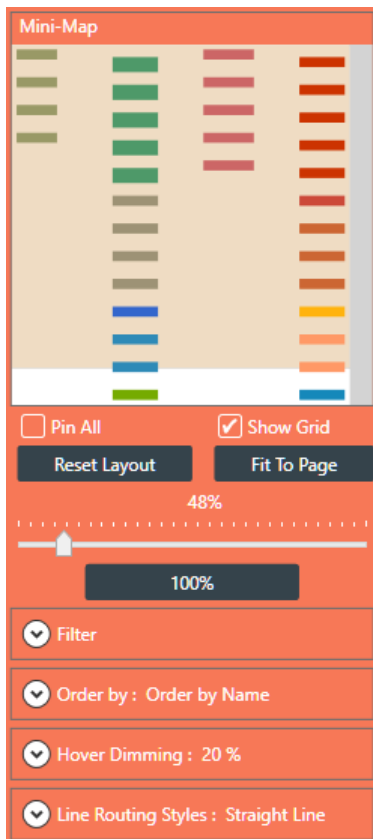 Mini-Map
Pin All
Show Grid
Reset Layout
Fit To Page
48%
100%
Filter
Order by : Order by Name
Hover Dimming : 20 %
Line Routing Styles : Straight Line